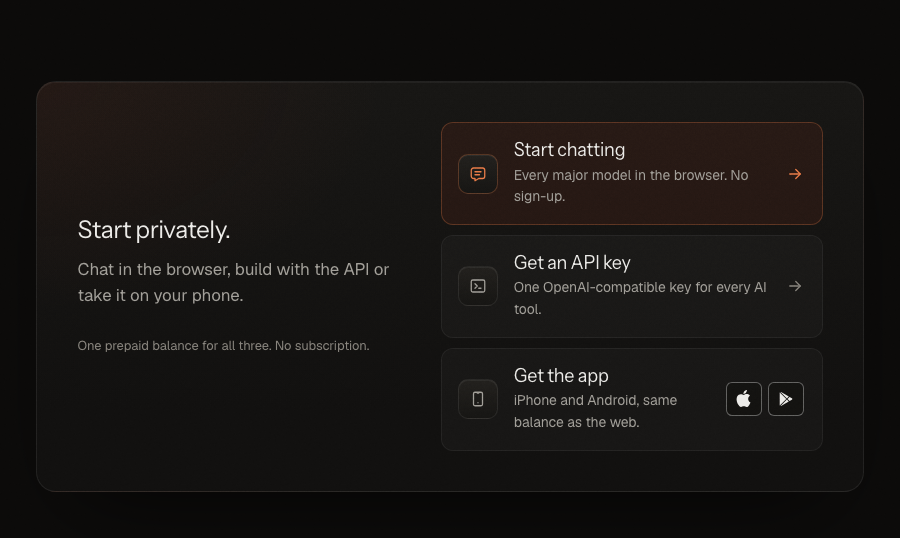 Start privately.
Chat in the browser, build with the API or
take it on your phone.
One prepaid balance for all three. No subscription.
Start chatting
Every major model in the browser. No
sign-up.
Get an API key
One OpenAI-compatible key for every AI
tool.
Get the app
iPhone and Android, same
balance as the web.